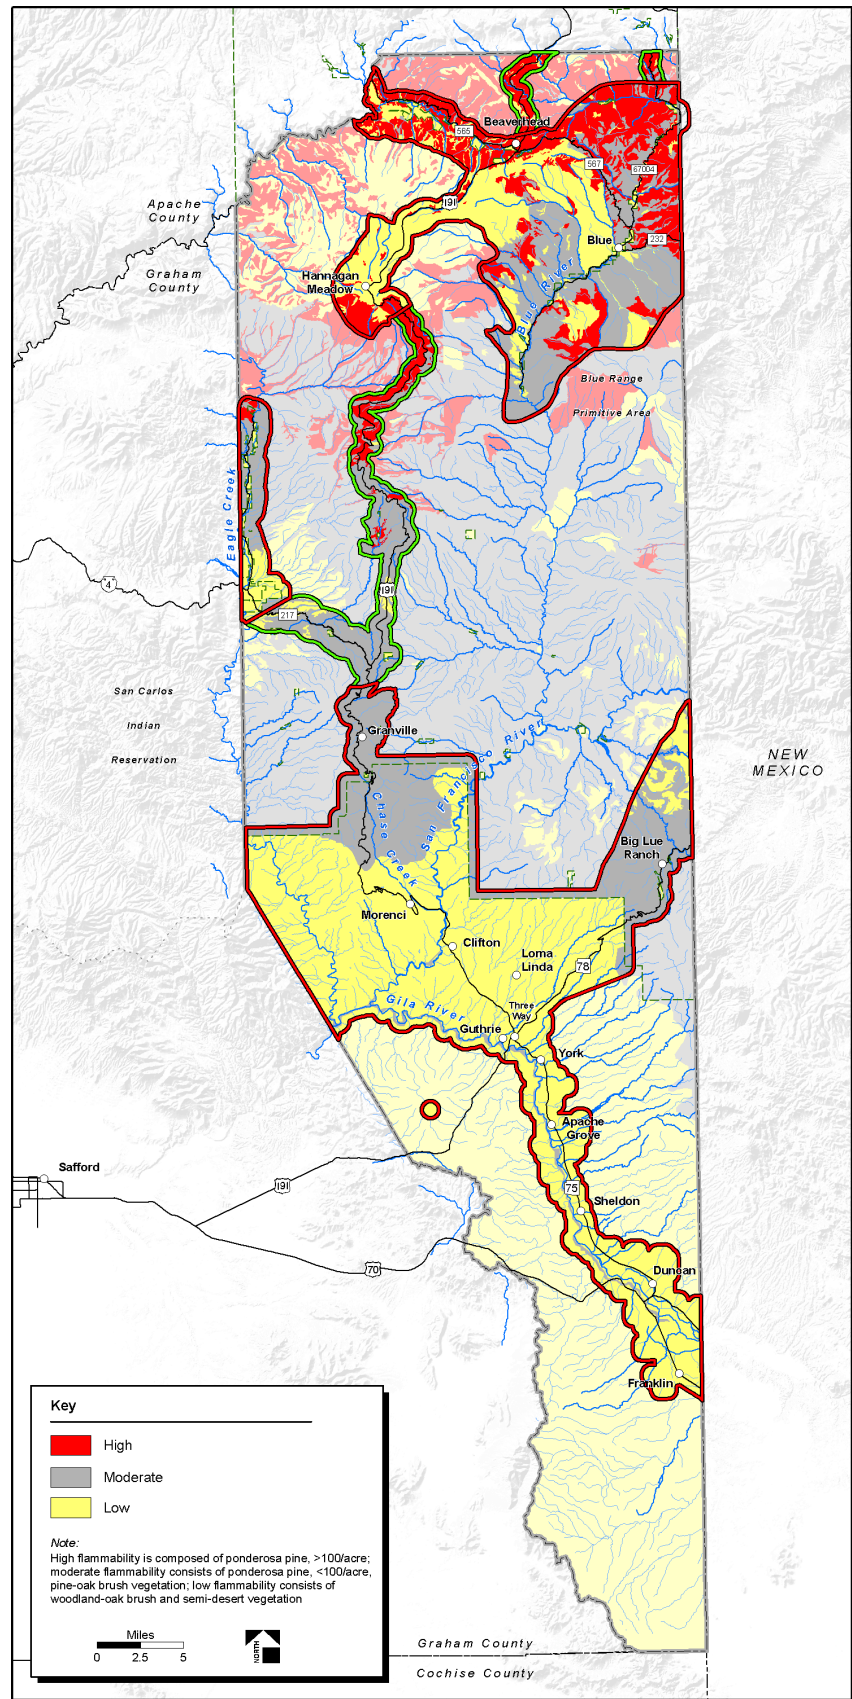 Beaverhead
565
567
67004
Apache
County
191
Blue
232
Graham
County
Hannagan
Meadow
Blue River
Blue Range
Primitive Area
Eagle Creek
4
191
217
San Carlos
Indian
Reservation
Granville
San Francisco River
NEW
MEXICO
Chase Creek
Big Lue
Ranch
Morenci
Clifton
Loma
Linda
78
Gila River
Three
Way
Guthrie
York
Apache
Grove
Safford
191
75
Sheldon
70
Duncan
Franklin
Key
High
Moderate
Low
Note:
High flammability is composed of ponderosa pine, >100/acre;
moderate flammability consists of ponderosa pine, <100/acre,
pine-oak brush vegetation; low flammability consists of
woodland-oak brush and semi-desert vegetation
Miles
0 2.5 5
NORTH
Graham County
Cochise County